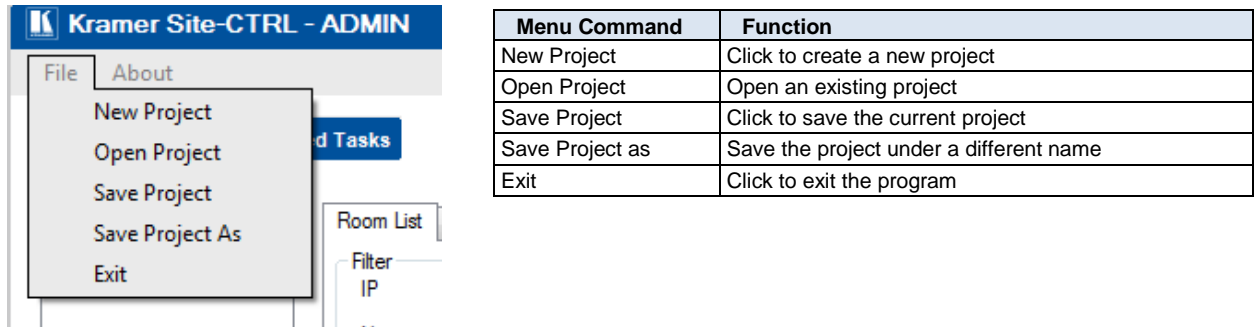 Kramer Site-CTRL - ADMIN
File About
New Project
Open Project
Save Project
Save Project As
Exit
d Tasks
Room List
Filter
IP
Menu Command Function
New Project Click to create a new project
Open Project Open an existing project
Save Project Click to save the current project
Save Project as Save the project under a different name
Exit Click to exit the program